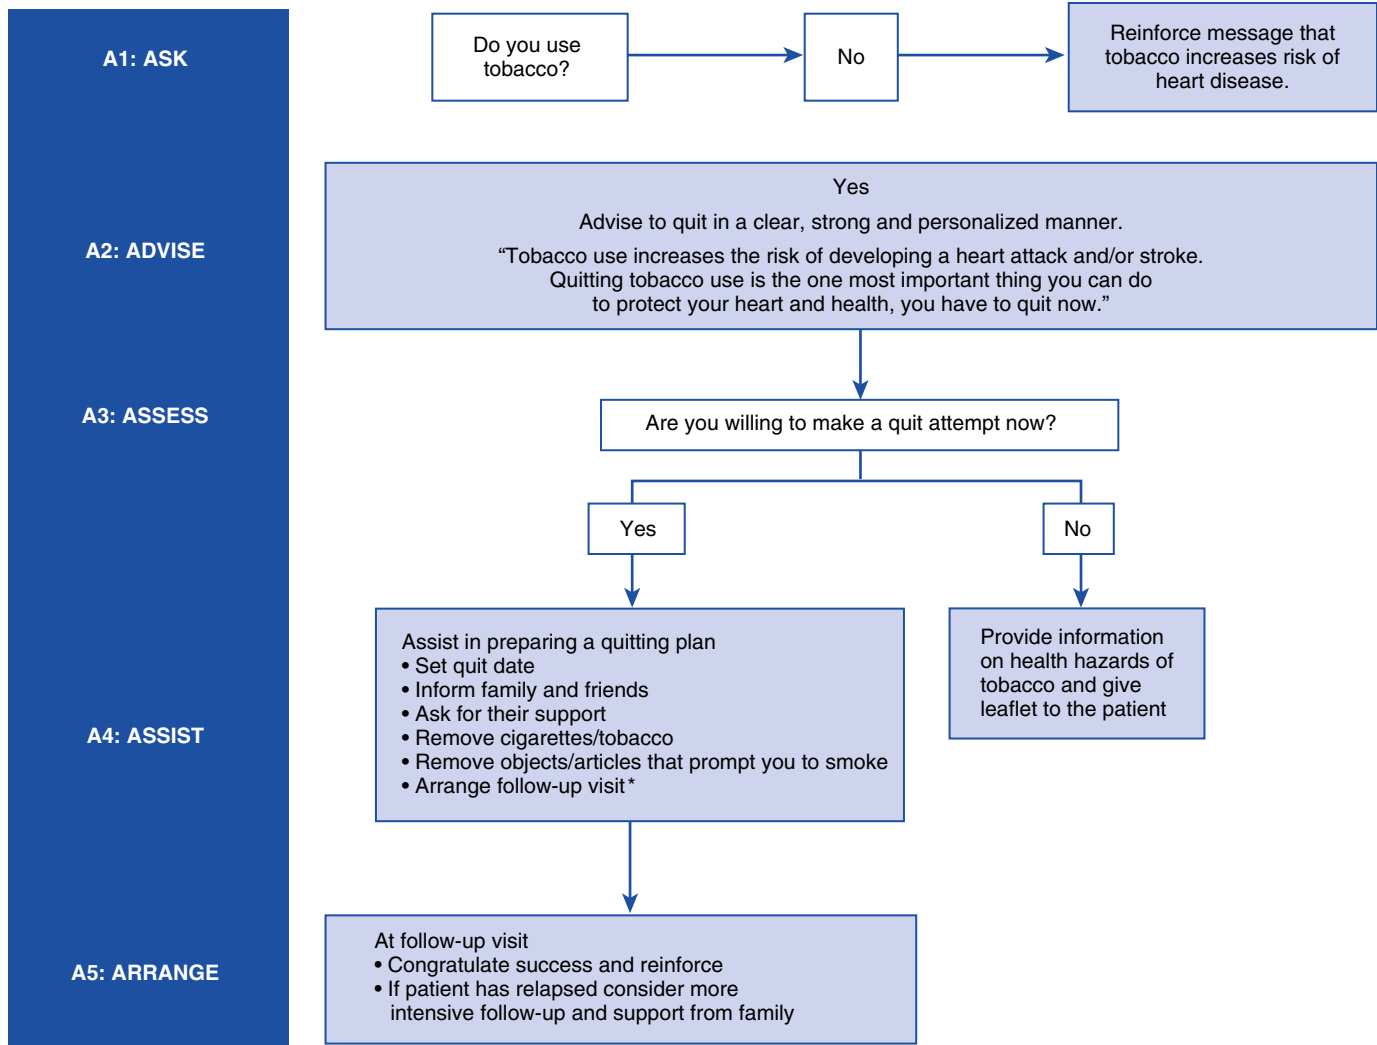 A1: ASK
Do you use
tobacco?
No
Reinforce message that
tobacco increases risk of
heart disease.
A2: ADVISE
Yes
Advise to quit in a clear, strong and personalized manner.
“Tobacco use increases the risk of developing a heart attack and/or stroke.
Quitting tobacco use is the one most important thing you can do
to protect your heart and health, you have to quit now.”
A3: ASSESS
Are you willing to make a quit attempt now?
Yes
No
A4: ASSIST
Assist in preparing a quitting plan
• Set quit date
• Inform family and friends
• Ask for their support
• Remove cigarettes/tobacco
• Remove objects/articles that prompt you to smoke
• Arrange follow-up visit*
Provide information
on health hazards of
tobacco and give
leaflet to the patient
A5: ARRANGE
At follow-up visit
• Congratulate success and reinforce
• If patient has relapsed consider more
intensive follow-up and support from family